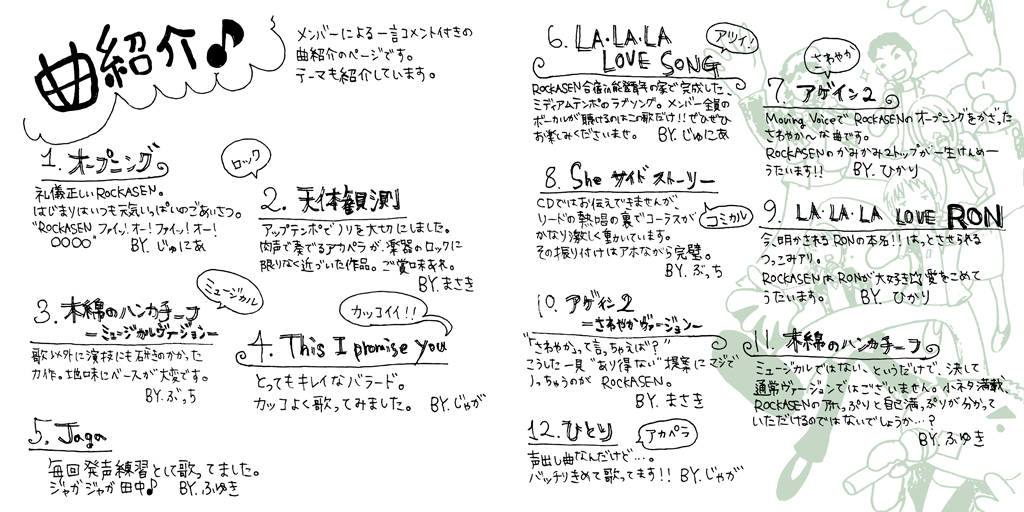 曲紹介♪
メンバーによる一言コメント付きの
曲紹介のページです。
テーマも紹介しています。
1. オープニング
礼儀正しいROCKASEN。
はじまりはいつも元気いっぱいのごあいさつ。
"ROCKASEN ファイッ!オー!ファイッ!オー!
○○○○"　BY. じゅにあ
ロック
2. 天体観測
アップテンポでノリを大切にしました。
肉声で奏でるアカペラが、楽器のロックに
限りなく近づいた作品。ご賞味あれ。
BY. まさき
ミュージカル
3. 木綿のハンカチーフ
－ミュージカルヴァージョン－
歌以外に演技にも
力作。地味にベースが大変です。
BY. ぶっち
カッコイイ!!
4. This I promise you
とってもキレイなバラード。
カッコよく歌ってみました。 BY. じゃが
5. Jaga
毎回発声練習として歌ってました。
ジャガジャガ田中♪ BY. ふゆき
6. LA・LA・LA
LOVE SONG
アツイ!
ROCKASEN合宿in能登青年の家で完成した、
ミディアムテンポのラブソング。メンバー全員の
ボーカルが聴けるのはこの歌だけ!!ぜひぜひ
お楽しみくださいませ。 BY. じゅにあ
さわやか
7. アゲイン2
Moving VoiceでROCKASENのオープニングをかざった
さわやか～な曲です。
ROCKASENのかみかみ2トップが一生けんめー
うたいます!! BY. ひかり
8. She サイド ストーリー
コミカル
CDではお伝えできませんが、
リードの熱唱の裏でコーラスが
かなり激しく動いています。
その振り付けはアホながら完璧。
BY. ぶっち
9. LA・LA・LA LOVE RON
今、明かされるRONの本名!!はっとさせられる
つっこみアリ。
ROCKASENはRONが大好き☆愛をこめて
うたいます。 BY. ひかり
10. アゲイン2
＝さわやかヴァージョン－
"「さわやか」って言っちゃえば?"
こうした一見"あり得ない"提案にマジで
のっちゃうのが ROCKASEN。
BY. まさき
11. 木綿のハンカチーフ
ミュージカルではない、というだけで、決して
通常ヴァージョンではございません。小ネタ満載、
ROCKASENのアホっぷりと自己満っぷりが分かって
いただけるのではないでしょうか…?
BY. ふゆき
12. ひとり
アカペラ
声出し曲なんだけど…。
バッチリきめて歌ってます!! BY. じゃが